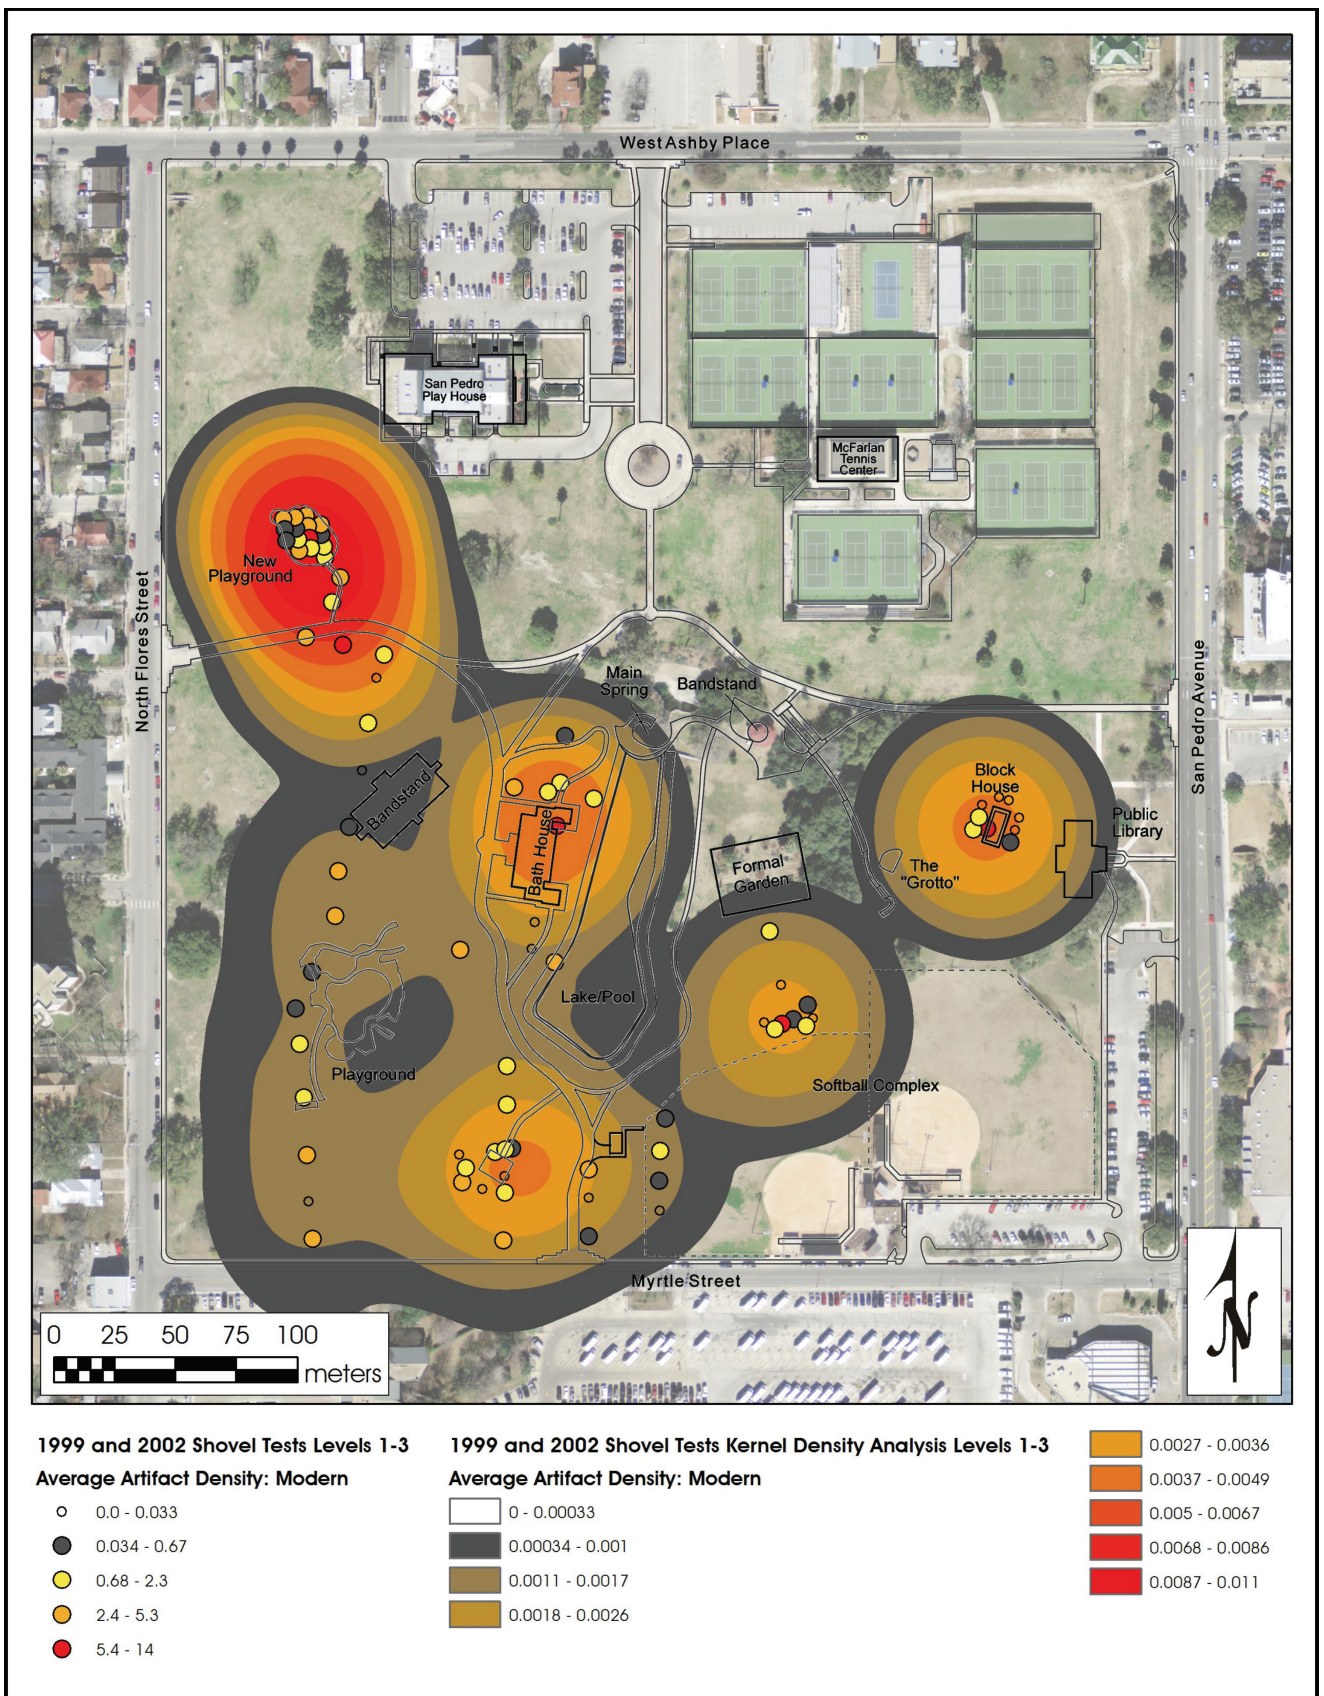 West Ashby Place
San Pedro
Play House
McFarlan
Tennis
Center
New
Playground
North Flores Street
Main
Spring
Bandstand
San Pedro Avenue
Bandstand
Block
House
Public
Library
Bath House
Formal
Garden
The
"Grotto"
Lake/Pool
Playground
Softball Complex
Myrtle Street
0 25 50 75 100
meters
N
1999 and 2002 Shovel Tests Levels 1-3
Average Artifact Density: Modern
0.0 - 0.033
0.034 - 0.67
0.68 - 2.3
2.4 - 5.3
5.4 - 14
1999 and 2002 Shovel Tests Kernel Density Analysis Levels 1-3
Average Artifact Density: Modern
0 - 0.00033
0.00034 - 0.001
0.0011 - 0.0017
0.0018 - 0.0026
0.0027 - 0.0036
0.0037 - 0.0049
0.005 - 0.0067
0.0068 - 0.0086
0.0087 - 0.011